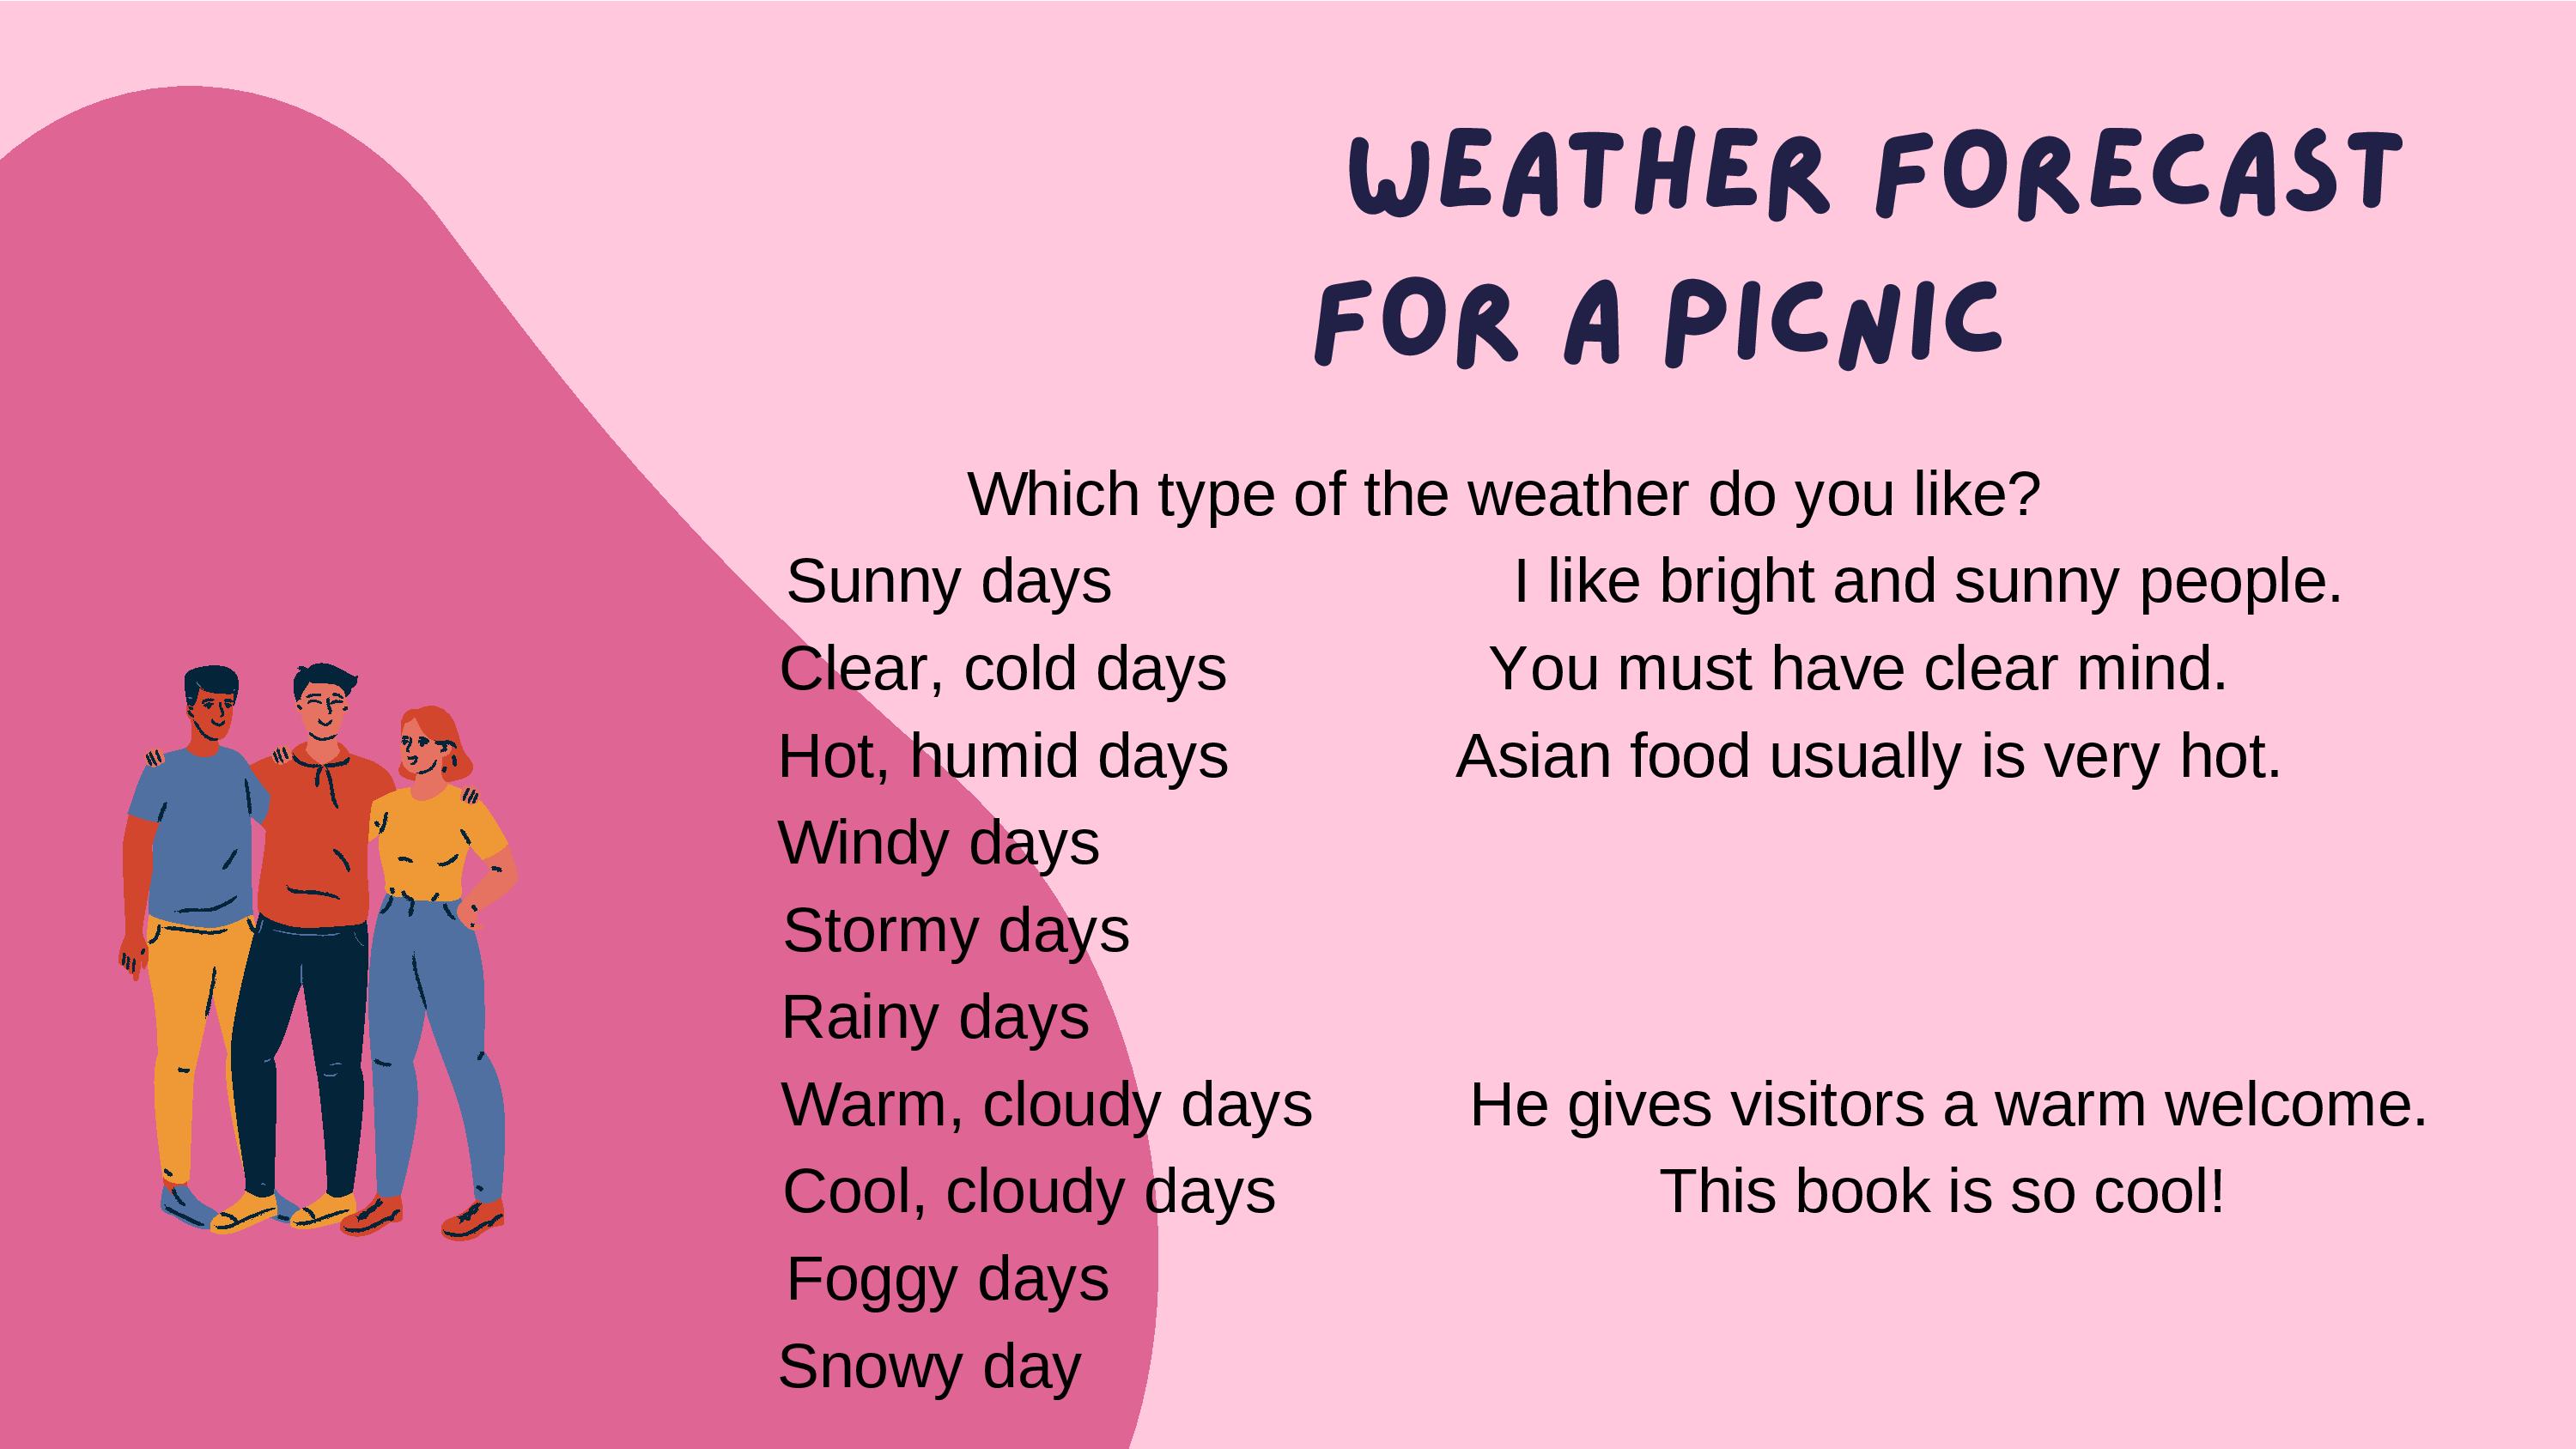 WEATHER FORECAST
FOR A PICNIC
Which type of the weather do you like?
Sunny days I like bright and sunny people.
Clear, cold days You must have clear mind.
Hot, humid days Asian food usually is very hot.
Windy days
Stormy days
Rainy days
Warm, cloudy days He gives visitors a warm welcome.
Cool, cloudy days This book is so cool!
Foggy days
Snowy day